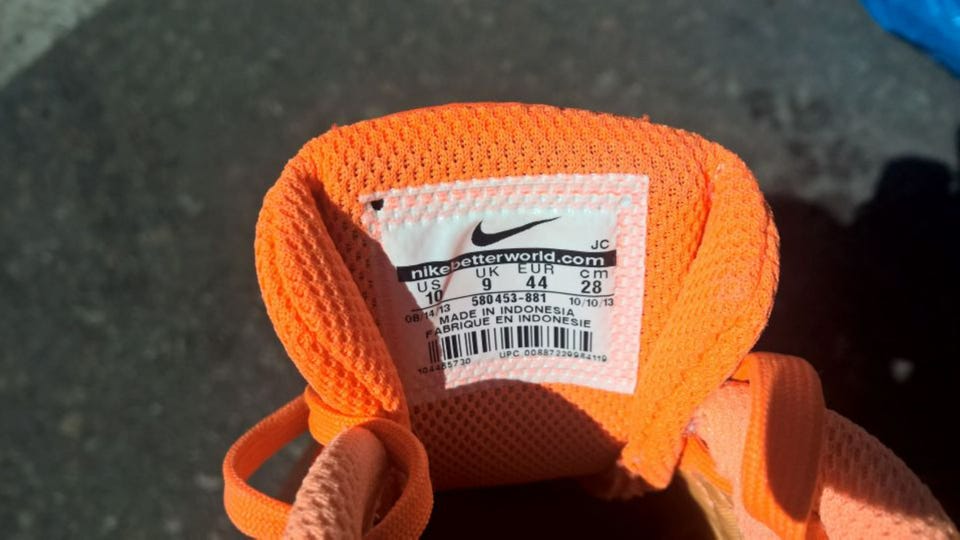 JC
nikebetterworld.com
US UK EUR cm
10 9 44 28
08/14/13 580453-881 10/10/13
MADE IN INDONESIA
FABRIQUE EN INDONESIE
104465730 UPC 00887229984119